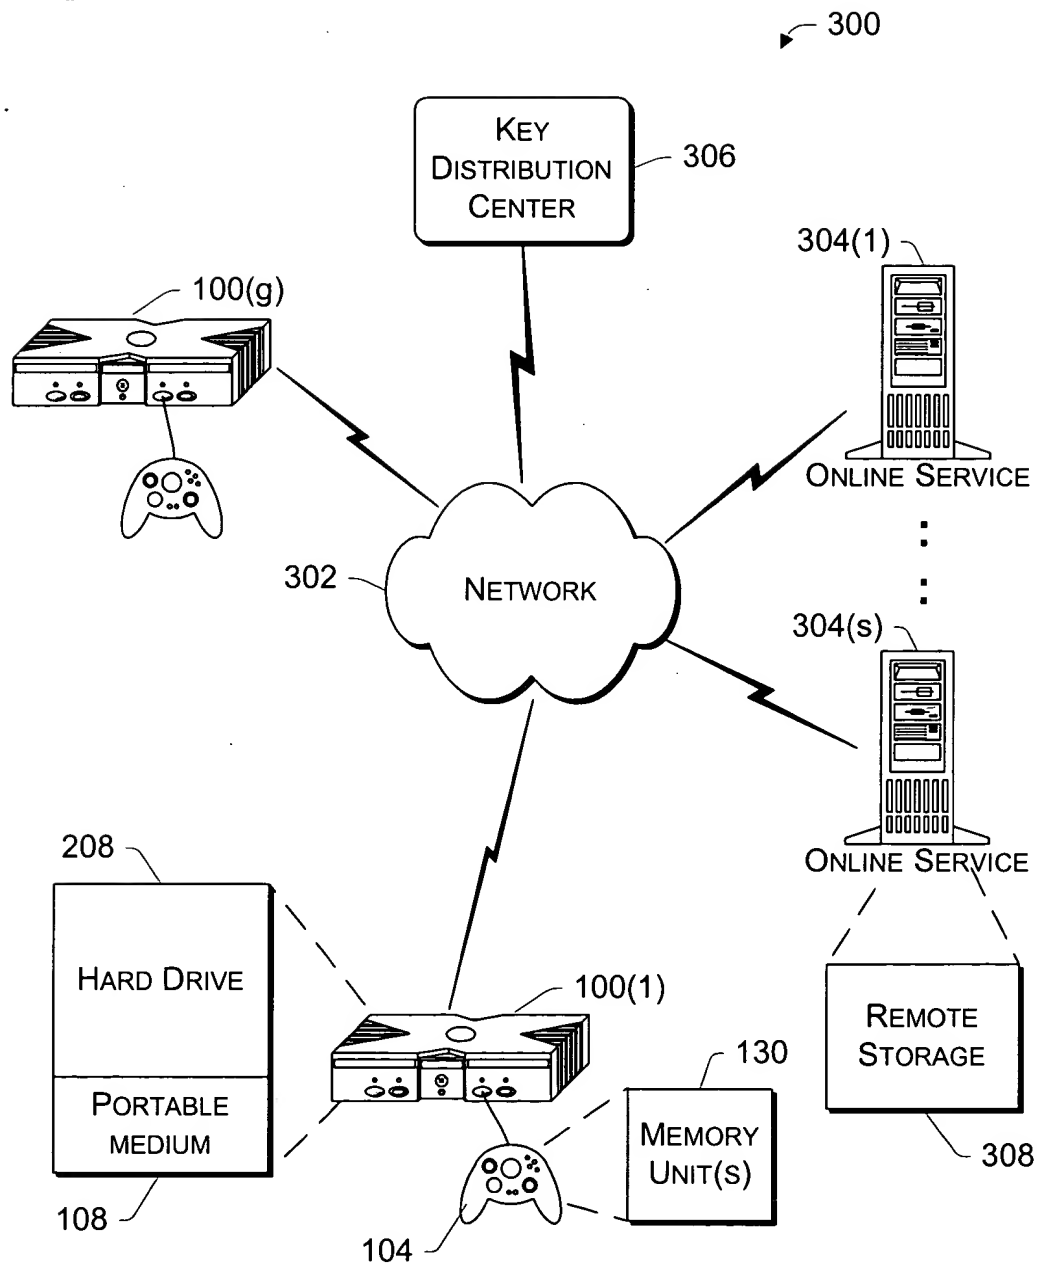 300
KEY
DISTRIBUTION
CENTER
306
304(1)
100(g)
ONLINE SERVICE
302
NETWORK
304(s)
ONLINE SERVICE
208
HARD DRIVE
PORTABLE
MEDIUM
108
100(1)
130
MEMORY
UNIT(S)
104
REMOTE
STORAGE
308